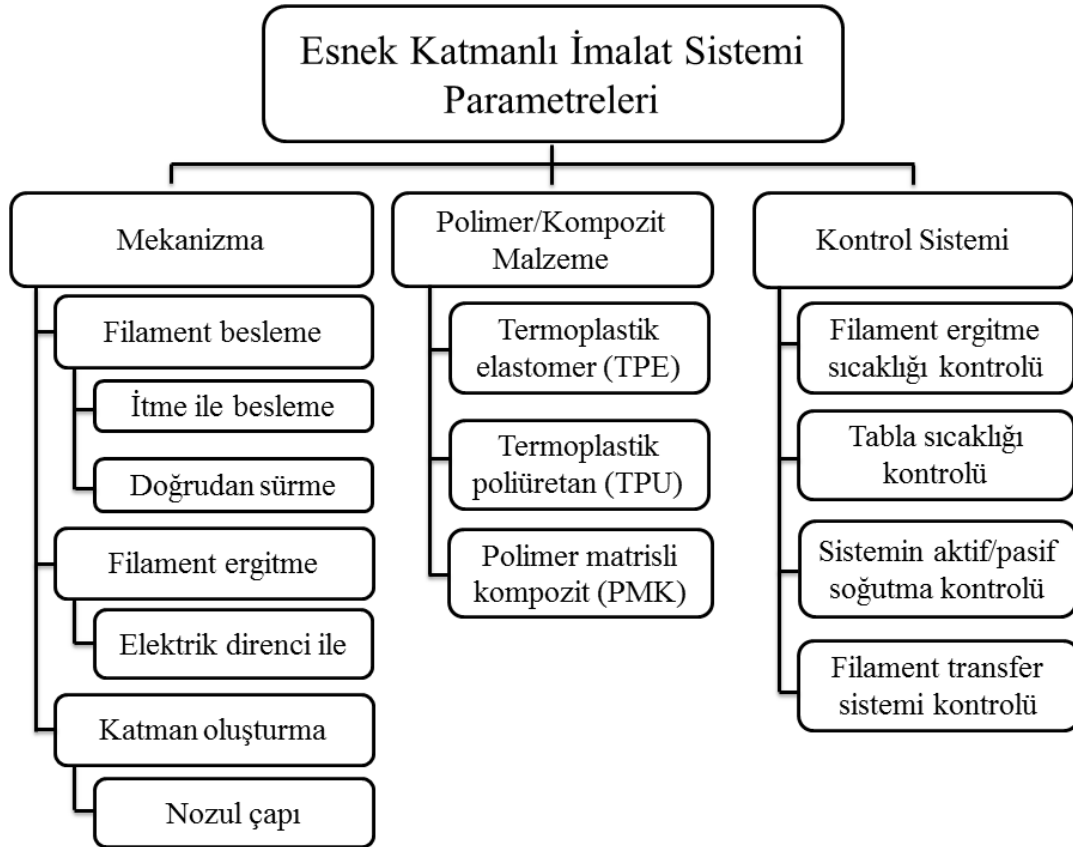 Esnek Katmanlı İmalat Sistemi
Parametreleri
Mekanizma
Filament besleme
İtme ile besleme
Doğrudan sürme
Filament ergitme
Elektrik direnci ile
Katman oluşturma
Nozul çapı
Polimer/Kompozit
Malzeme
Termoplastik
elastomer (TPE)
Termoplastik
poliüretan (TPU)
Polimer matrisli
kompozit (PMK)
Kontrol Sistemi
Filament ergitme
sıcaklığı kontrolü
Tabla sıcaklığı
kontrolü
Sistemin aktif/pasif
soğutma kontrolü
Filament transfer
sistemi kontrolü